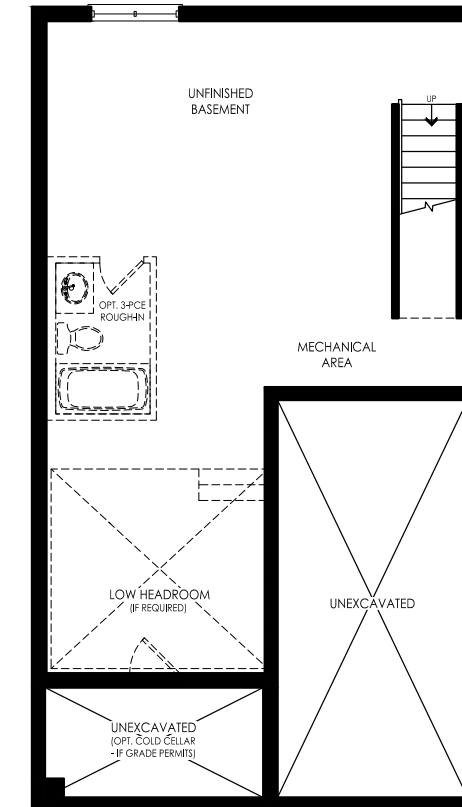 UNFINISHED
BASEMENT
UP
OPT. 3-PCE
ROUGH-IN
MECHANICAL
AREA
LOW HEADROOM
(IF REQUIRED)
UNEXCAVATED
UNEXCAVATED
(OPT. COLD CELLAR
- IF GRADE PERMITS)